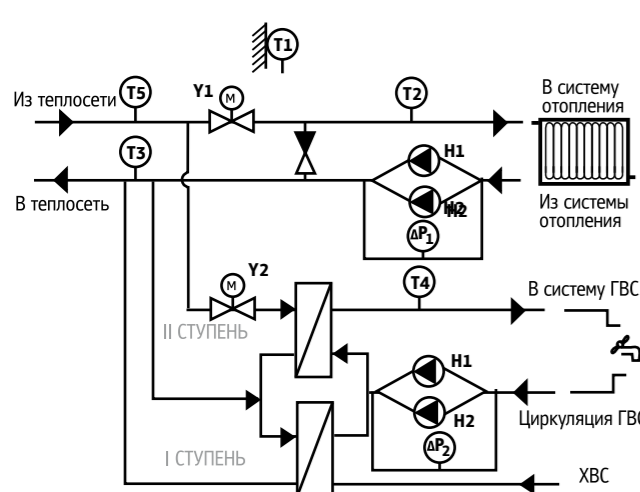 T1
T5
Y1
M
T2
Из теплосети
В систему
отопления
T3
H1
H2
H2
В теплосеть
Из системы
отопления
ΔP1
Y2
M
T4
В систему ГВС
II СТУПЕНЬ
H1
H2
Циркуляция ГВС
ΔP2
I СТУПЕНЬ
ХВС